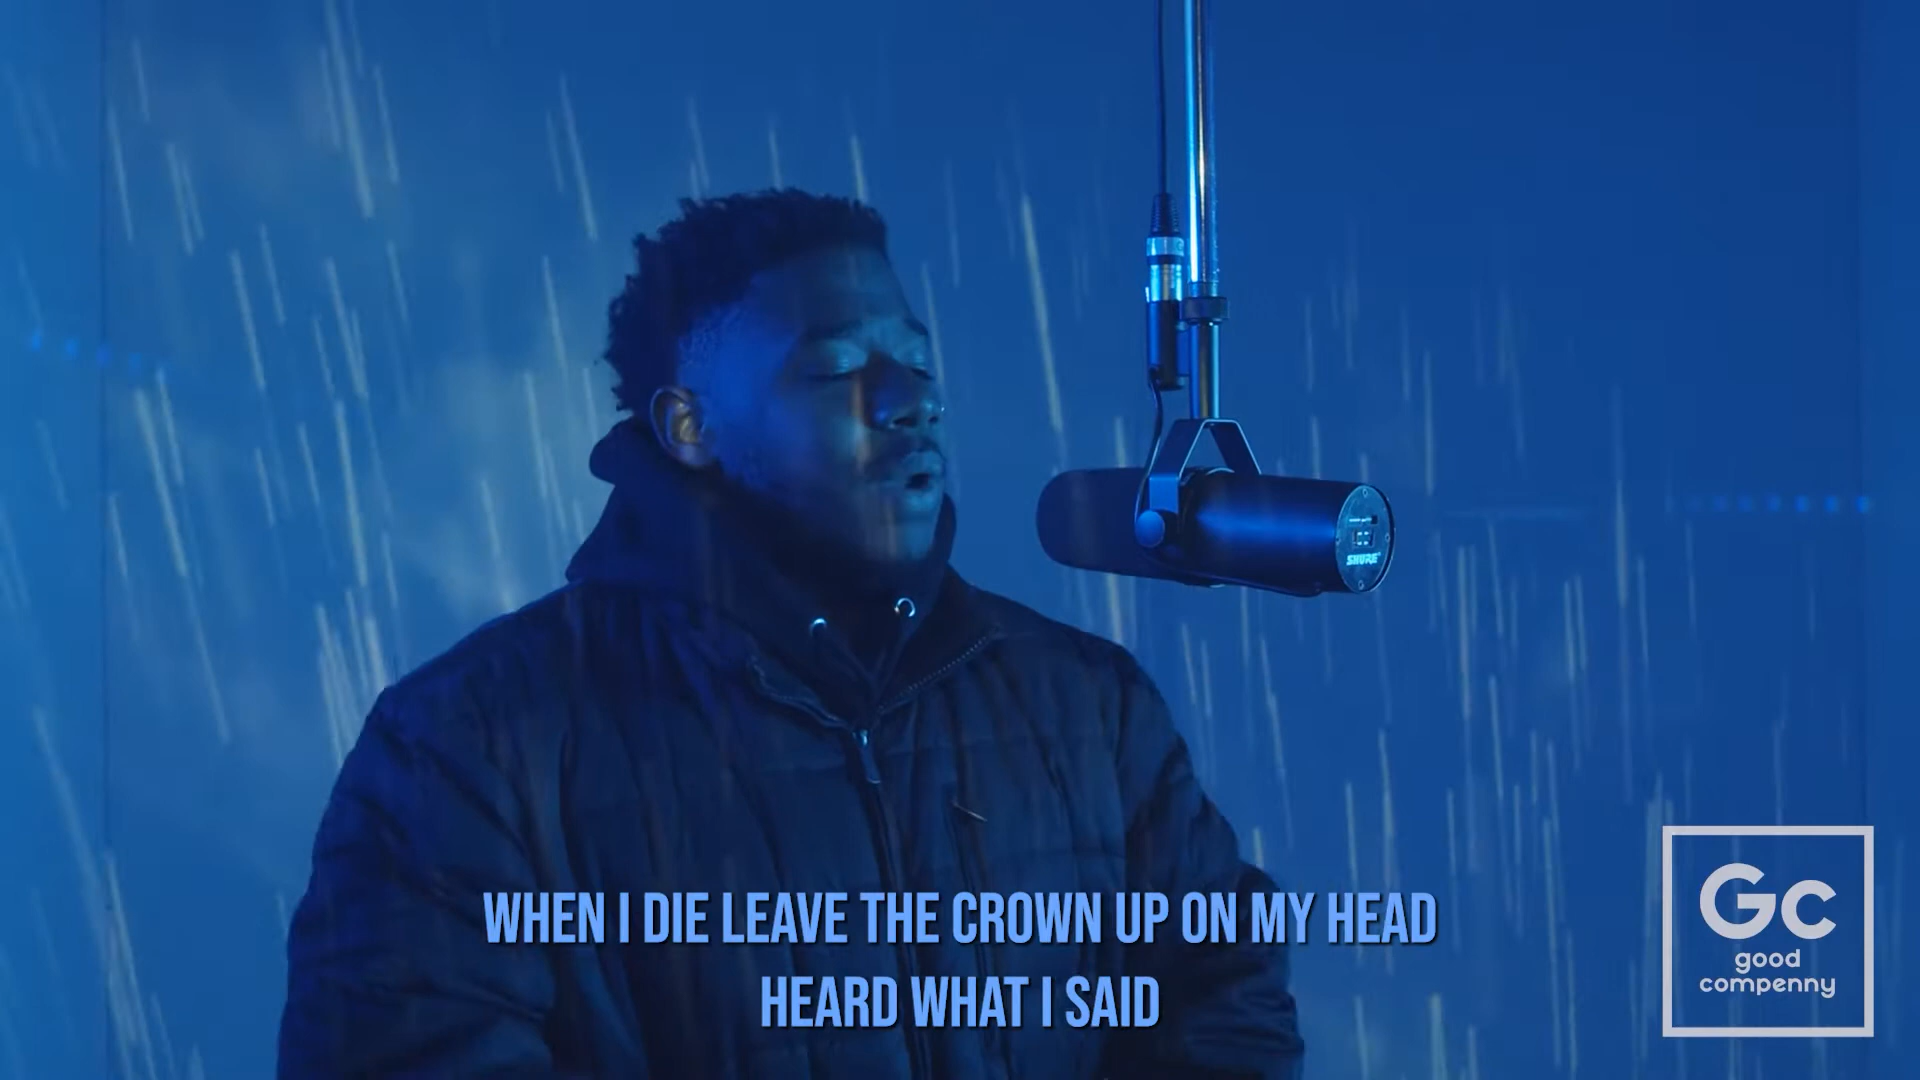 SHURE
WHEN I DIE LEAVE THE CROWN UP ON MY HEAD
HEARD WHAT I SAID
Gc
good
compenny